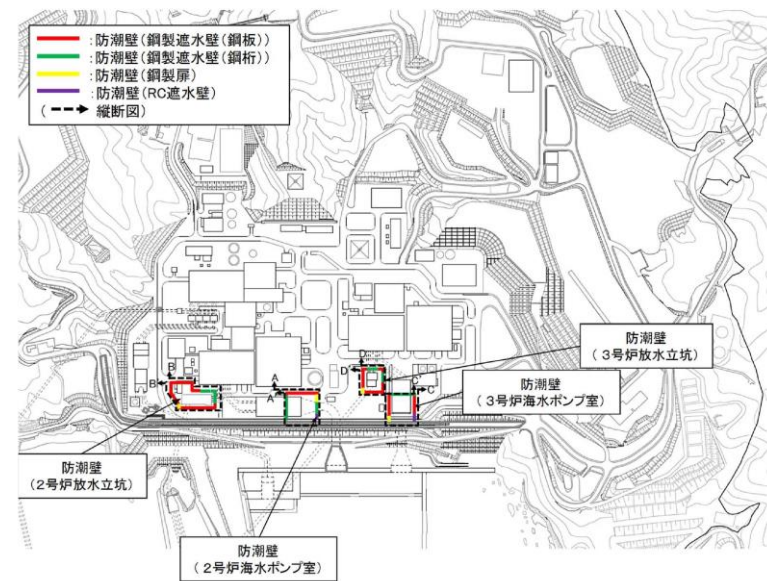 ：防潮壁（鋼製遮水壁（鋼板））
：防潮壁（鋼製遮水壁（鋼桁））
：防潮壁（鋼製扉）
：防潮壁（RC遮水壁）
（ 縦断図）
D
D
防潮壁
（３号炉放水立坑）
B
B
A
A
C
C
防潮壁
（３号炉海水ポンプ室）
防潮壁
（２号炉放水立坑）
防潮壁
（２号炉海水ポンプ室）